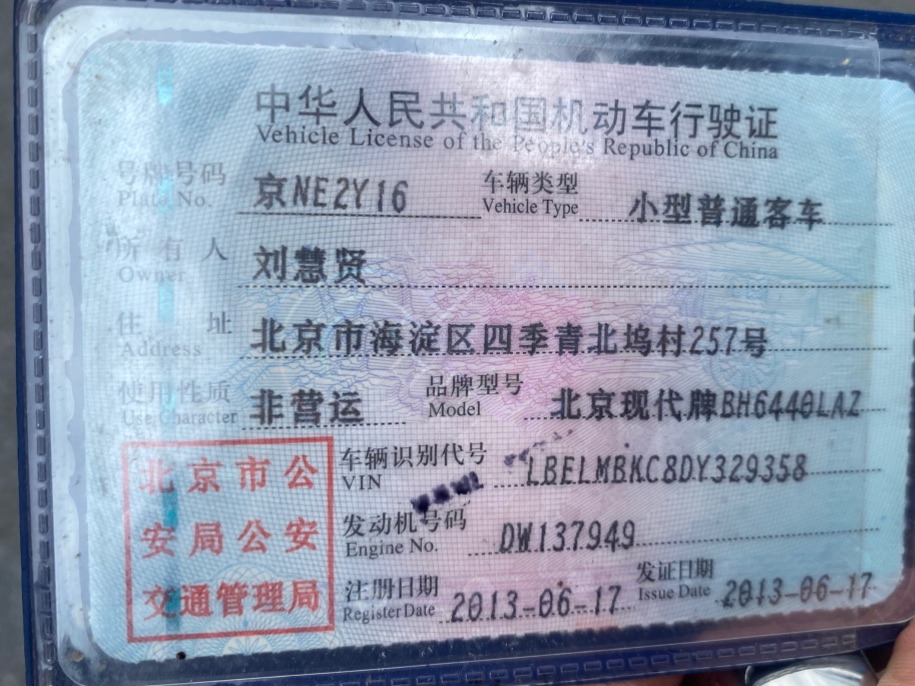 中华人民共和国机动车行驶证
Vehicle License of the People's Republic of China
号牌号码 京NE2Y16 车辆类型 小型普通客车
Plate No. Vehicle Type
所有人 刘慧贤
Owner
住址 北京市海淀区四季青北坞村257号
Address
使用性质 非营运 品牌型号 北京现代牌BH6440LAZ
Use Character Model
北京市公
安局公安
交通管理局
车辆识别代号 LBELMBKC8DY329358
VIN
发动机号码 DW137949
Engine No.
注册日期 2013-06-17 发证日期 2013-06-17
Register Date Issue Date